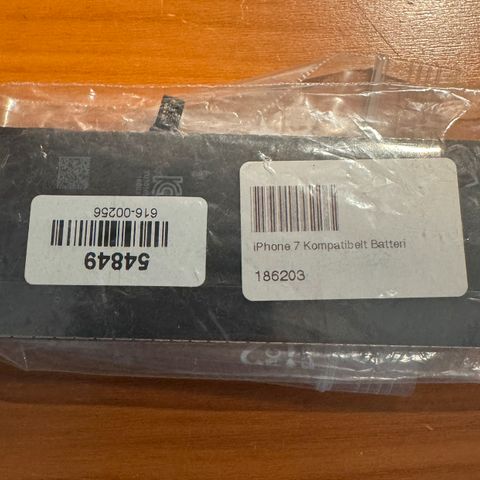 616-00256
54849
iPhone 7 Kompatibelt Batteri
186203